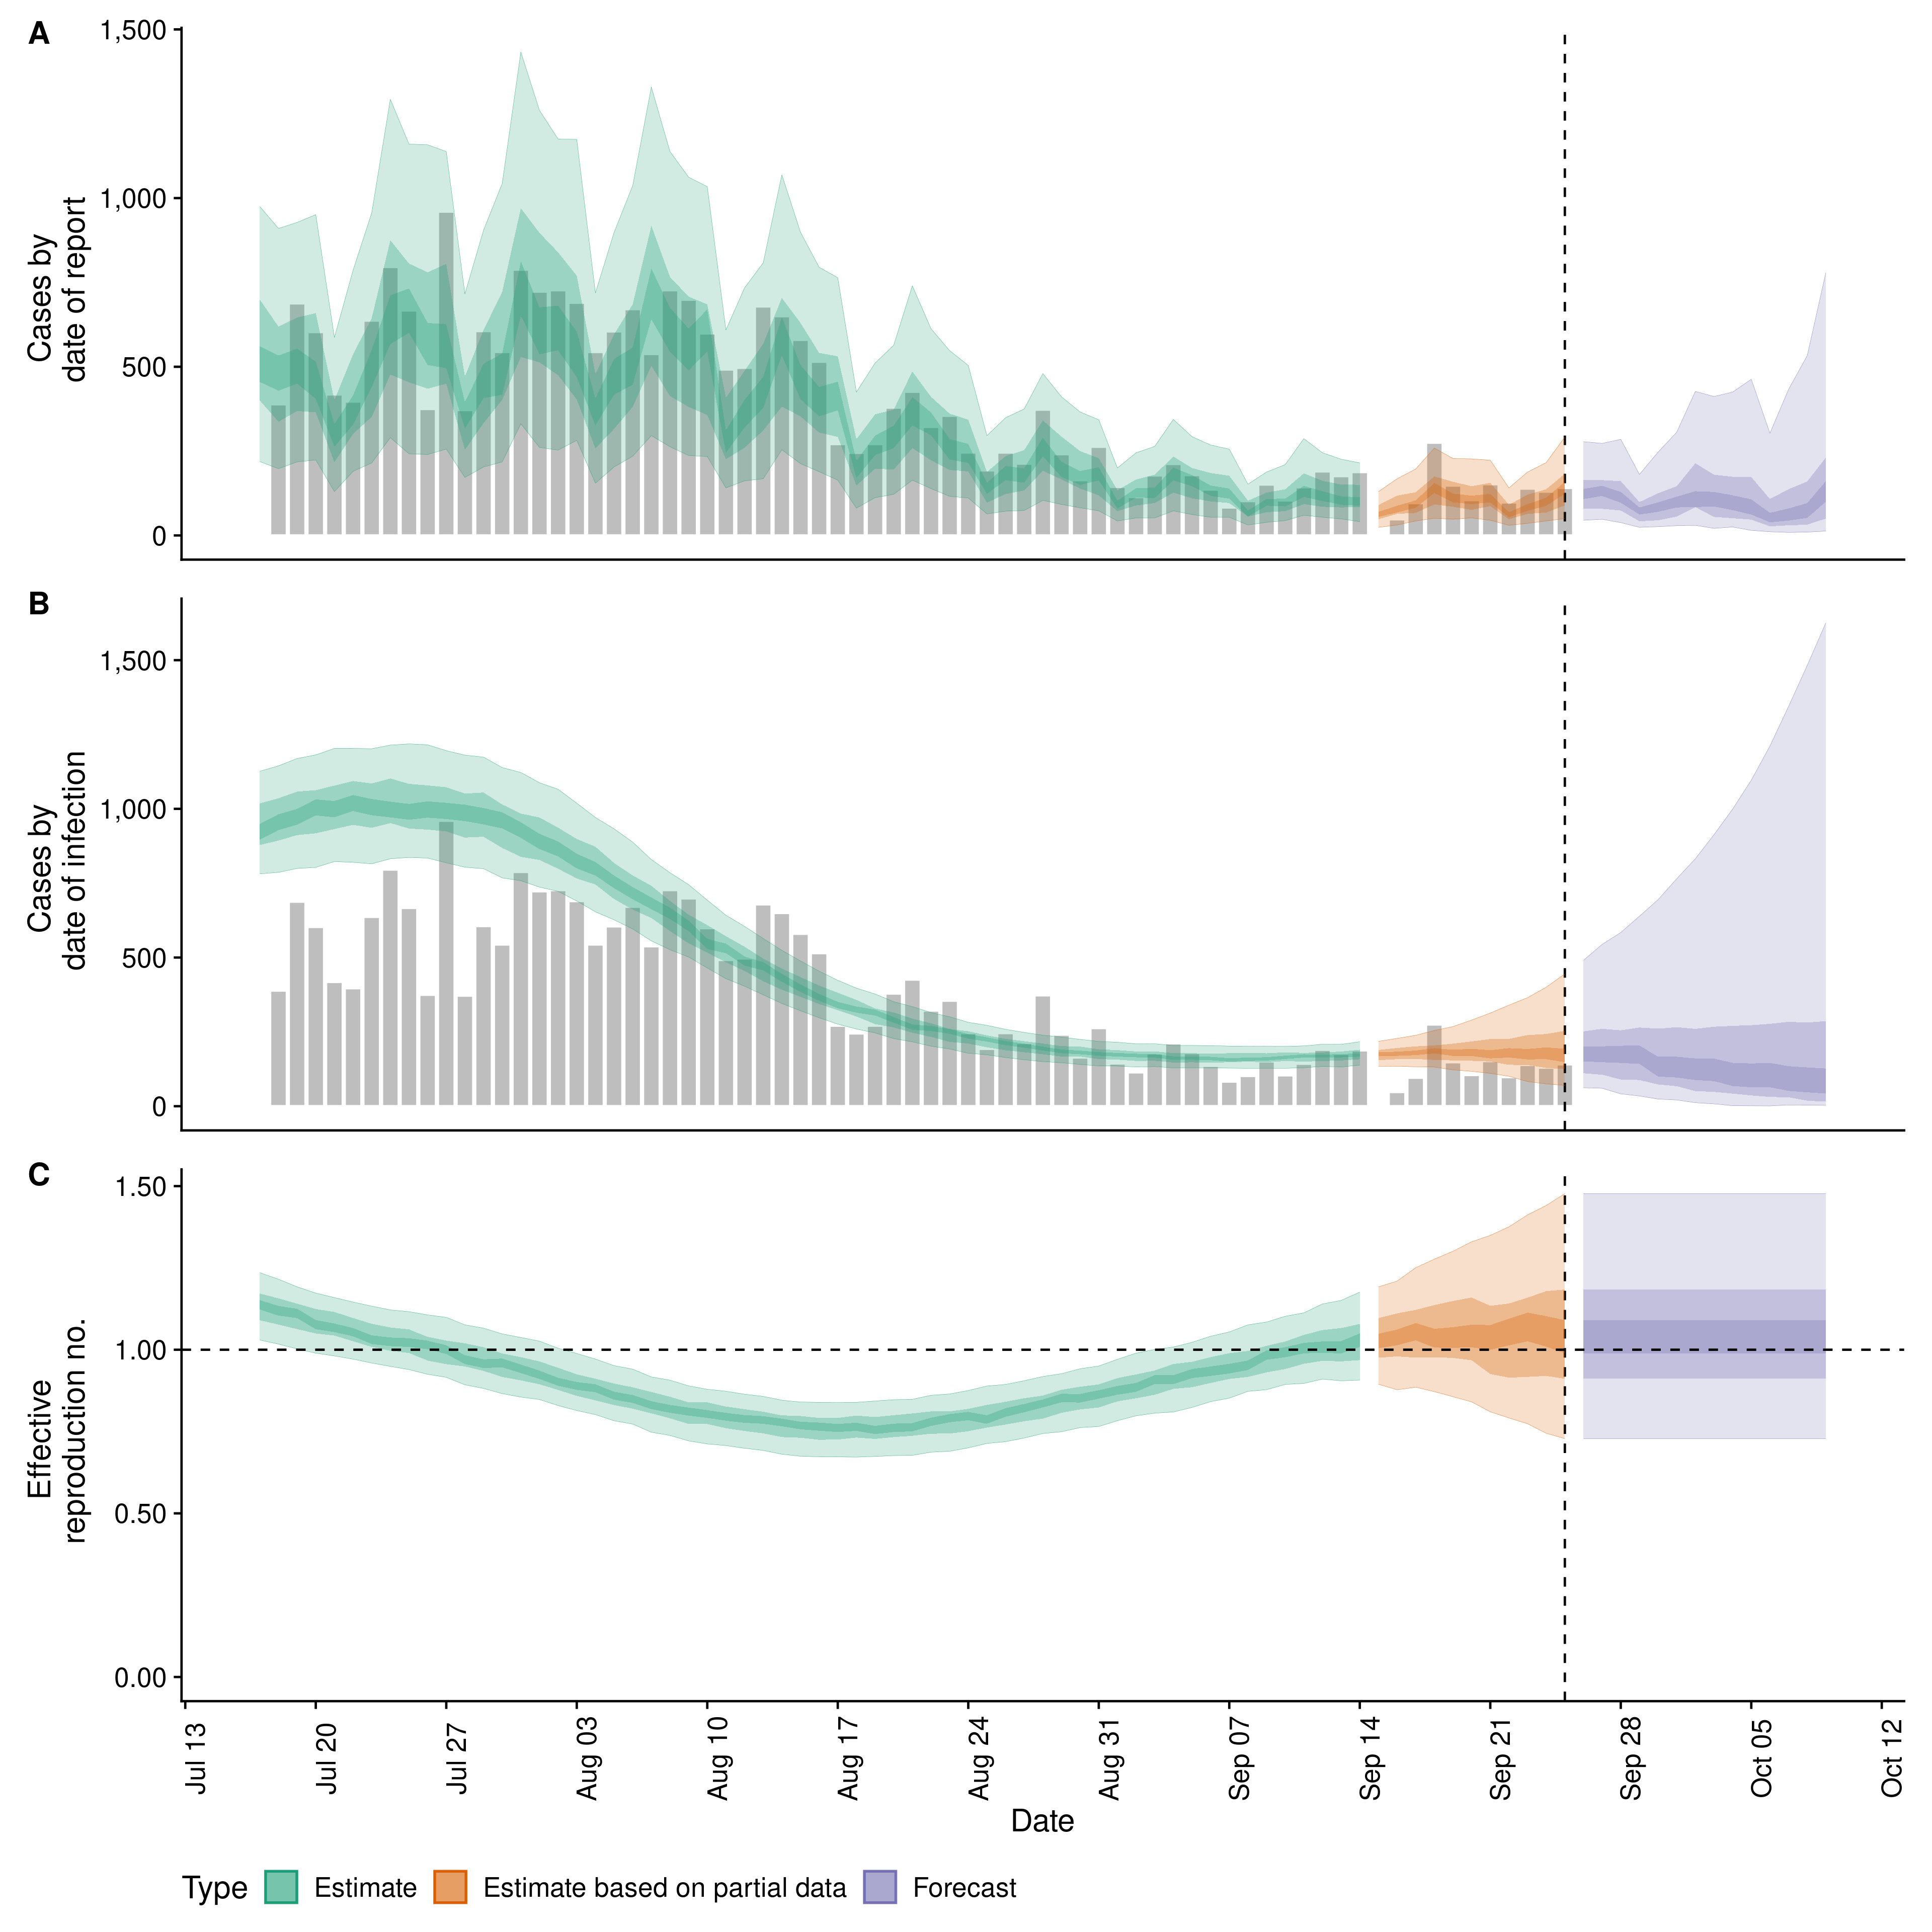 A
Cases by
date of report
1,500
1,000
500
0
B
Cases by
date of infection
1,500
1,000
500
0
C
Effective
reproduction no.
1.50
1.00
0.50
0.00
Jul 13
Jul 20
Jul 27
Aug 03
Aug 10
Aug 17
Aug 24
Aug 31
Sep 07
Sep 14
Sep 21
Sep 28
Oct 05
Oct 12
Date
Type Estimate Estimate based on partial data Forecast